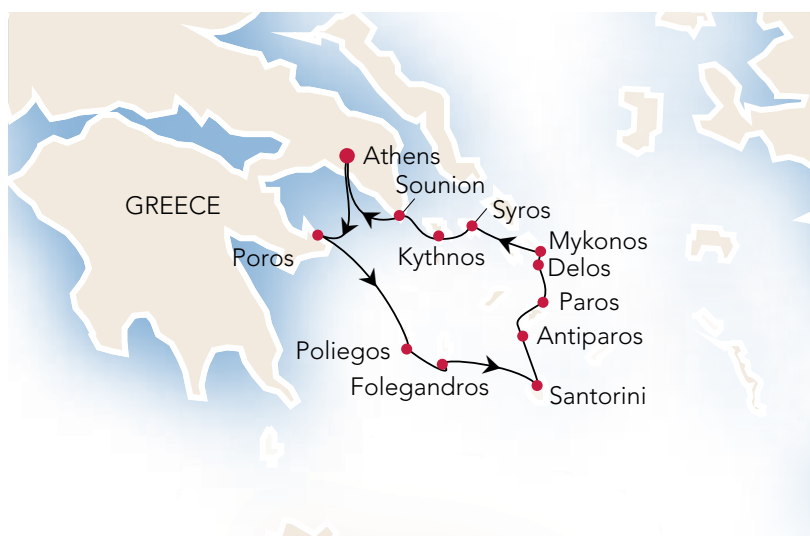 Athens
Sounion
GREECE
Syros
Poros
Kythnos
Mykonos
Delos
Paros
Antiparos
Poliegos
Folegandros
Santorini